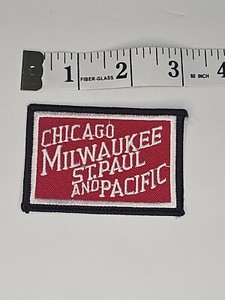 1 FIBER-GLASS 2 3 60 INCH 4
CHICAGO
MILWAUKEE
ST. PAUL
AND PACIFIC